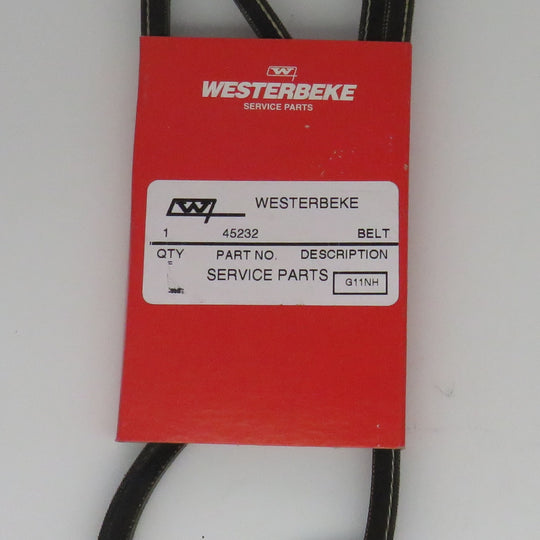 WESTERBEKE
SERVICE PARTS
WESTERBEKE
1 45232 BELT
QTY PART NO. DESCRIPTION
SERVICE PARTS G11NH